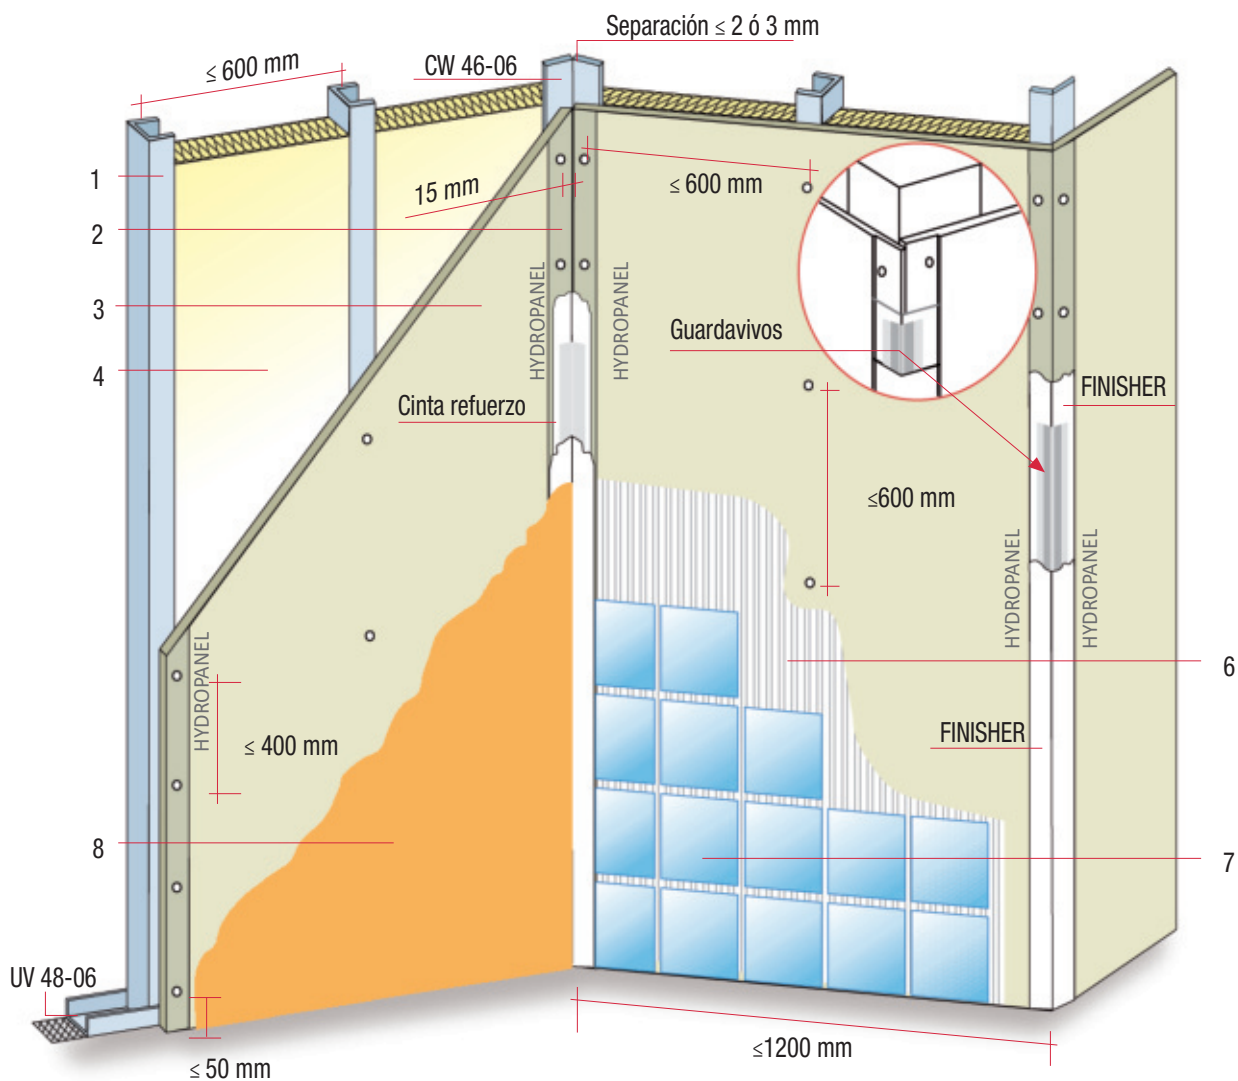 Separación ≤ 2 ó 3 mm
≤ 600 mm
CW 46-06
1
15 mm
≤ 600 mm
2
HYDROPANEL
HYDROPANEL
3
Guardavivos
4
Cinta refuerzo
FINISHER
≤600 mm
HYDROPANEL
HYDROPANEL
HYDROPANEL
6
FINISHER
≤ 400 mm
8
7
UV 48-06
≤1200 mm
≤ 50 mm